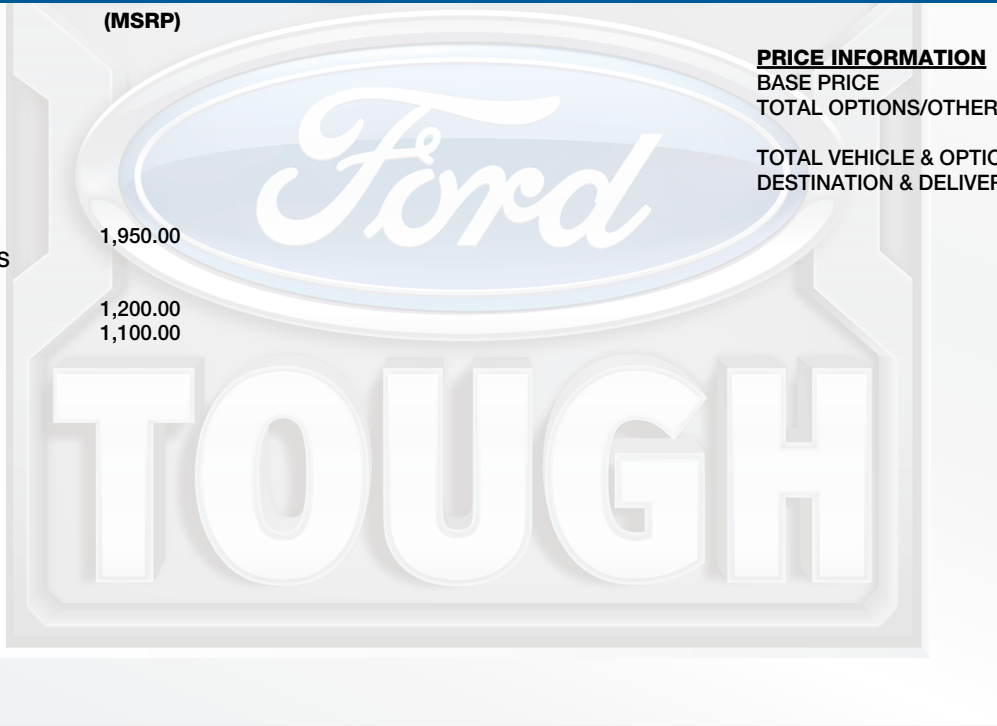 (MSRP)
1,950.00
S
1,200.00
1,100.00
PRICE INFORMATION
BASE PRICE
TOTAL OPTIONS/OTHER
TOTAL VEHICLE & OPTIO
DESTINATION & DELIVER
Ford
TOUGH